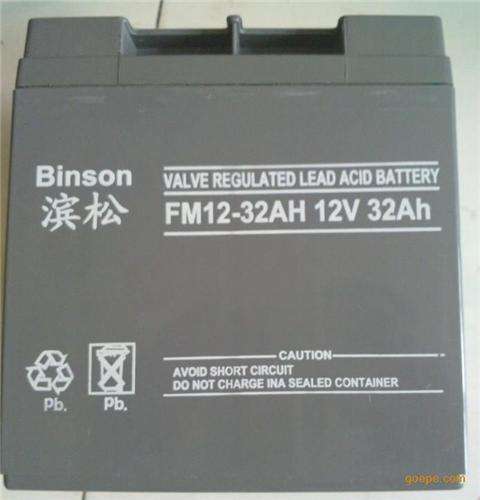 Binson
滨松
VALVE REGULATED LEAD ACID BATTERY
FM12-32AH 12V 32Ah
CAUTION
AVOID SHORT CIRCUIT
DO NOT CHARGE INA SEALED CONTAINER
Pb.
Pb.
goepe.com